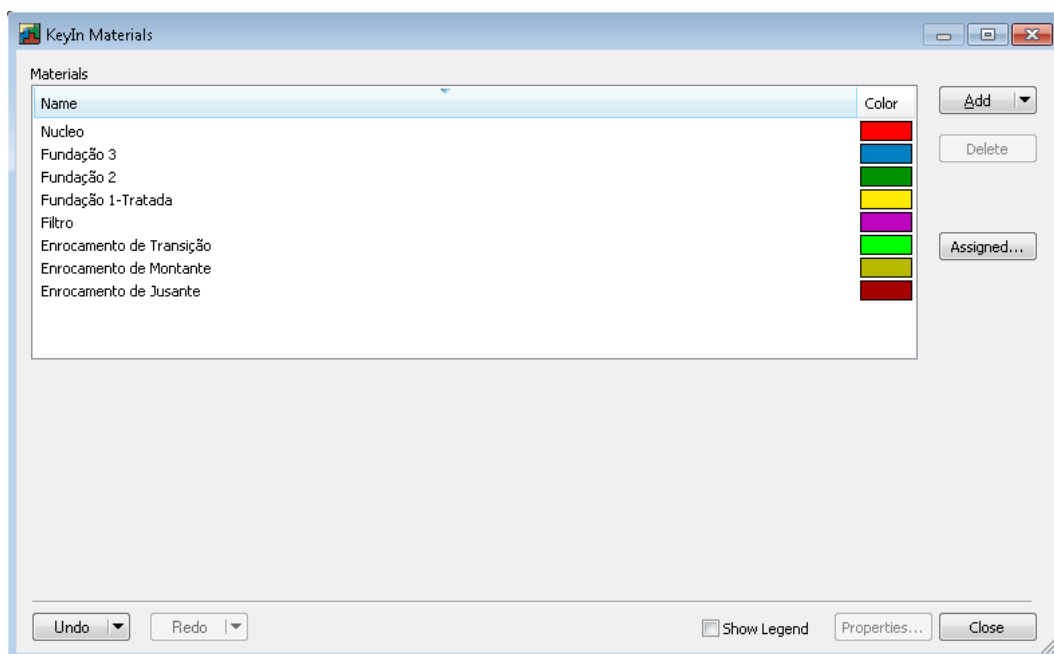 KeyIn Materials
Materials
Name Color
Add
Nucleo
Fundação 3
Delete
Fundação 2
Fundação 1-Tratada
Filtro
Enrocamento de Transição
Assigned...
Enrocamento de Montante
Enrocamento de Jusante
Undo Redo Show Legend Properties... Close